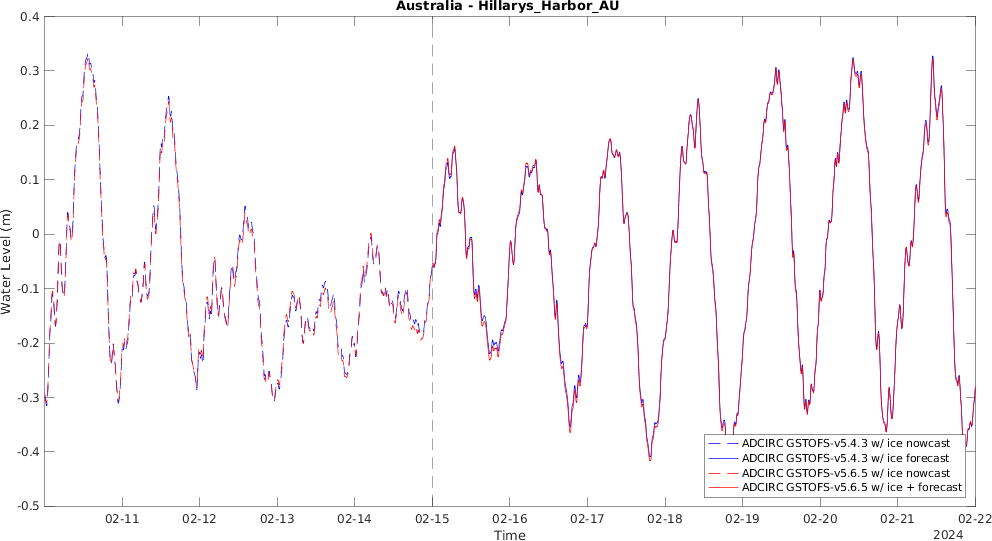 Australia - Hillarys_Harbor_AU
Water Level (m)
0.4
0.3
0.2
0.1
0
-0.1
-0.2
-0.3
-0.4
-0.5
ADCIRC GSTOFS-v5.4.3 w/ ice nowcast
ADCIRC GSTOFS-v5.4.3 w/ ice forecast
ADCIRC GSTOFS-v5.6.5 w/ ice nowcast
ADCIRC GSTOFS-v5.6.5 w/ ice + forecast
02-11 02-12 02-13 02-14 02-15 02-16 02-17 02-18 02-19 02-20 02-21 02-22
Time
2024